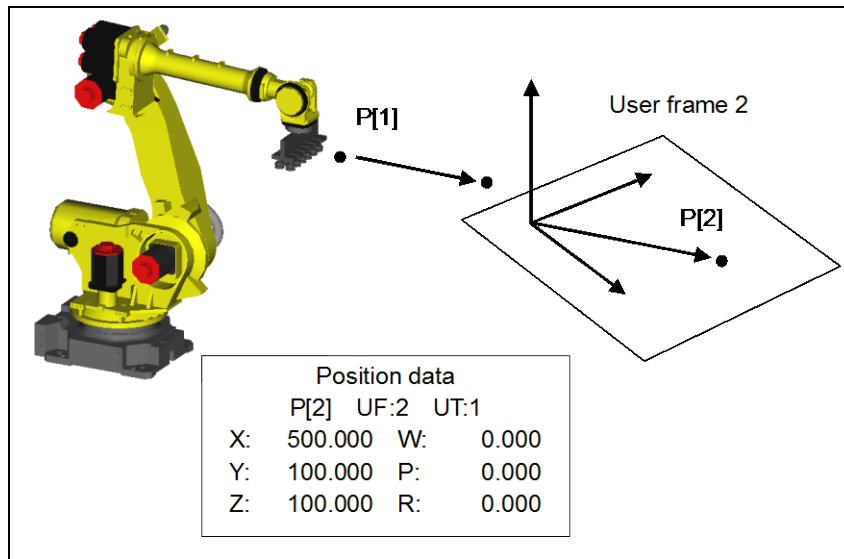 User frame 2
P[1]
P[2]
Position data
P[2] UF:2 UT:1
X: 500.000 W: 0.000
Y: 100.000 P: 0.000
Z: 100.000 R: 0.000